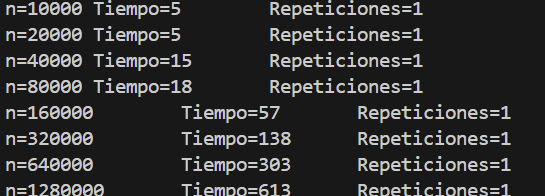 n=10000 Tiempo=5 Repeticiones=1
n=20000 Tiempo=5 Repeticiones=1
n=40000 Tiempo=15 Repeticiones=1
n=80000 Tiempo=18 Repeticiones=1
n=160000 Tiempo=57 Repeticiones=1
n=320000 Tiempo=138 Repeticiones=1
n=640000 Tiempo=303 Repeticiones=1
n=1280000 Tiempo=613 Repeticiones=1